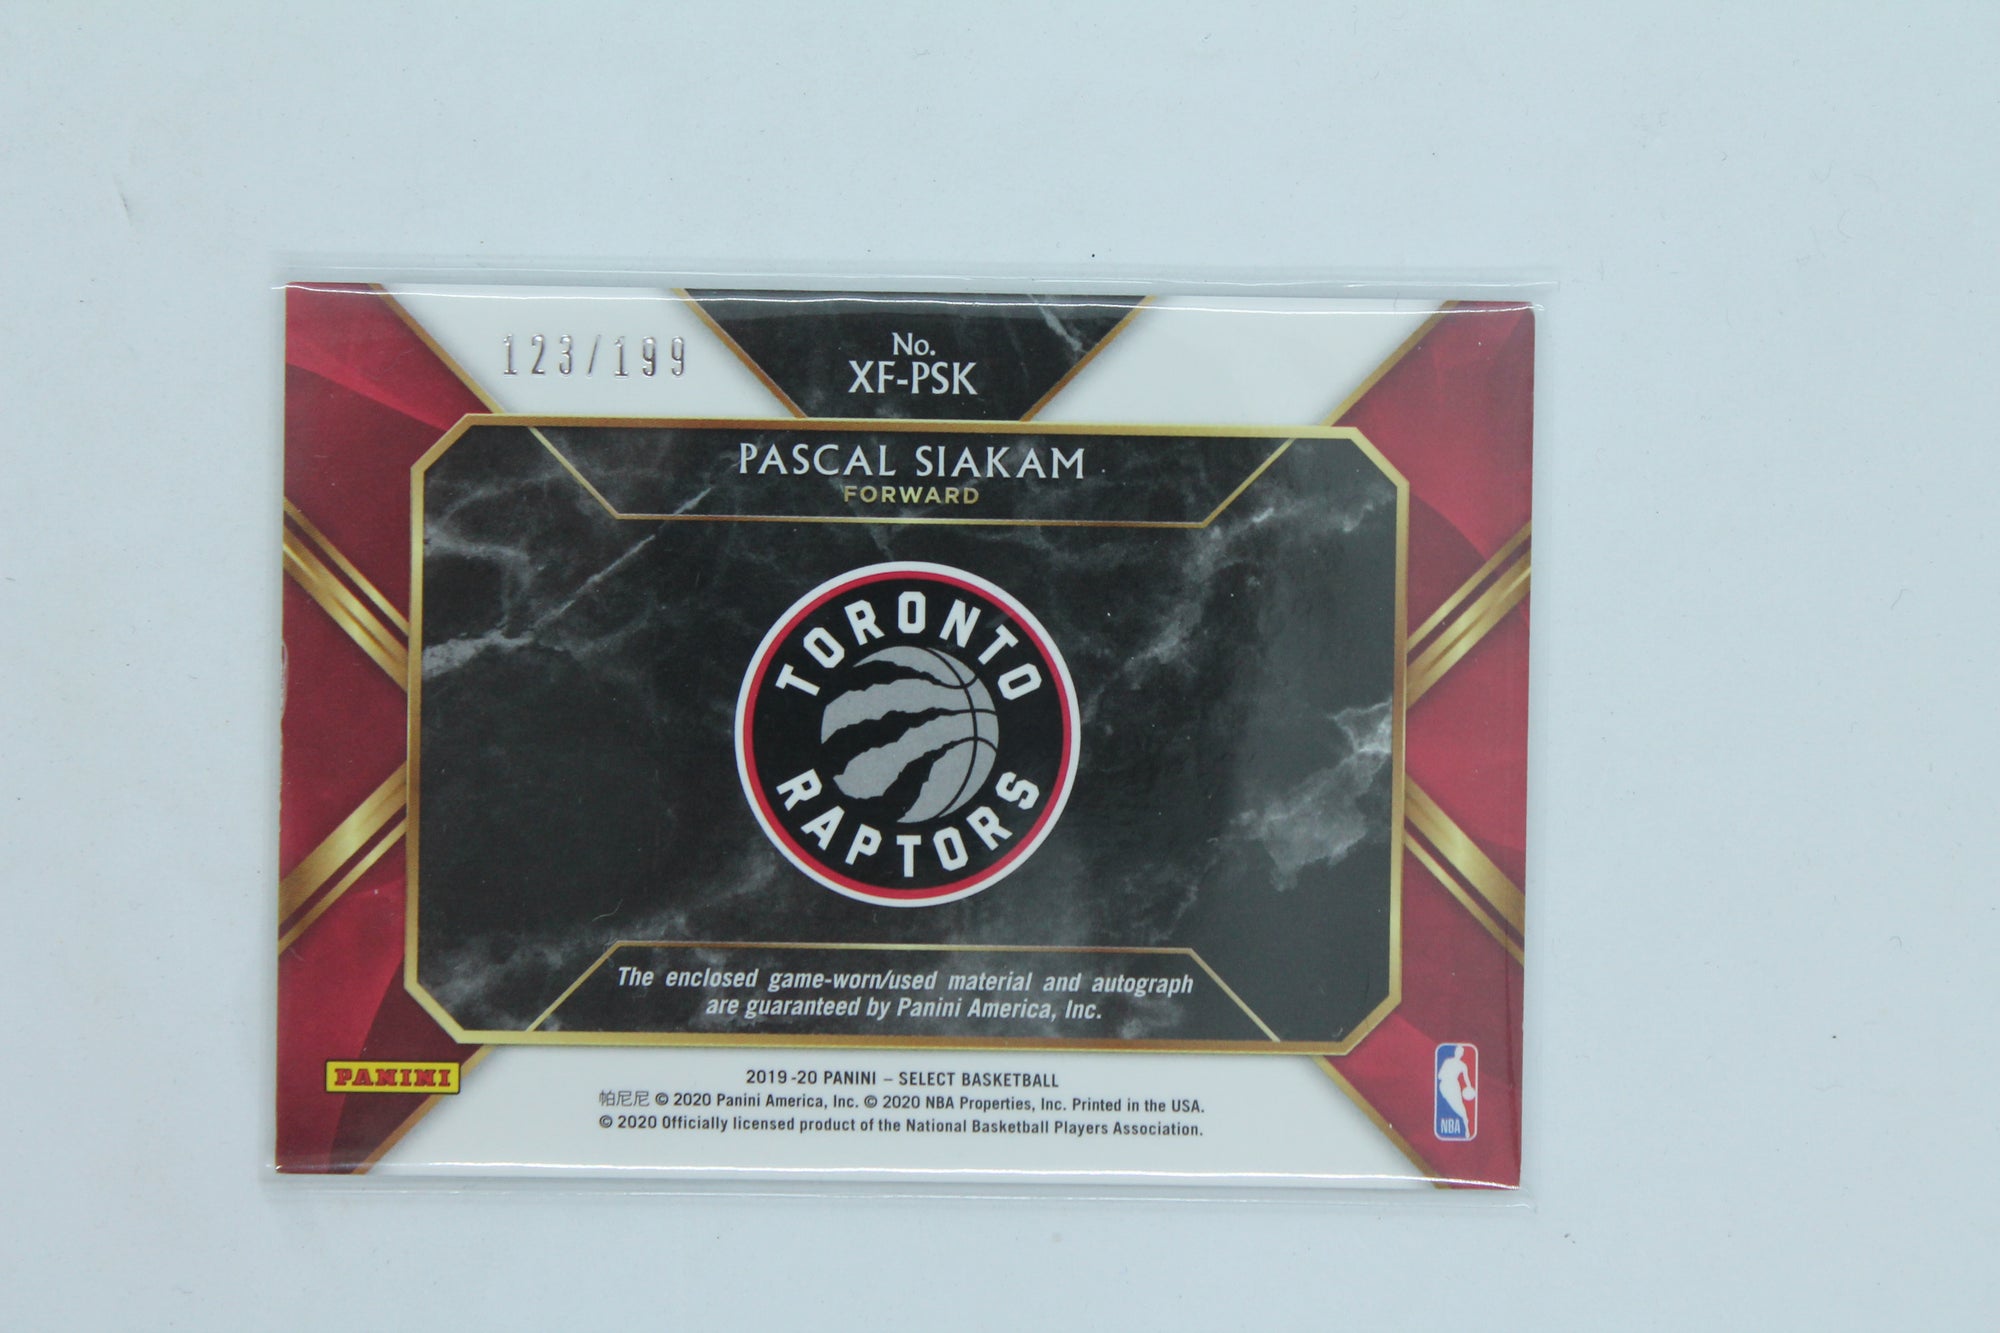 123/199
No.
XF-PSK
PASCAL SIAKAM
FORWARD
TORONTO
RAPTORS
The enclosed game-worn/used material and autograph
are guaranteed by Panini America, Inc.
PANINI
2019-20 PANINI – SELECT BASKETBALL
帕尼尼 © 2020 Panini America, Inc. © 2020 NBA Properties, Inc. Printed in the USA.
© 2020 Officially licensed product of the National Basketball Players Association.
NBA